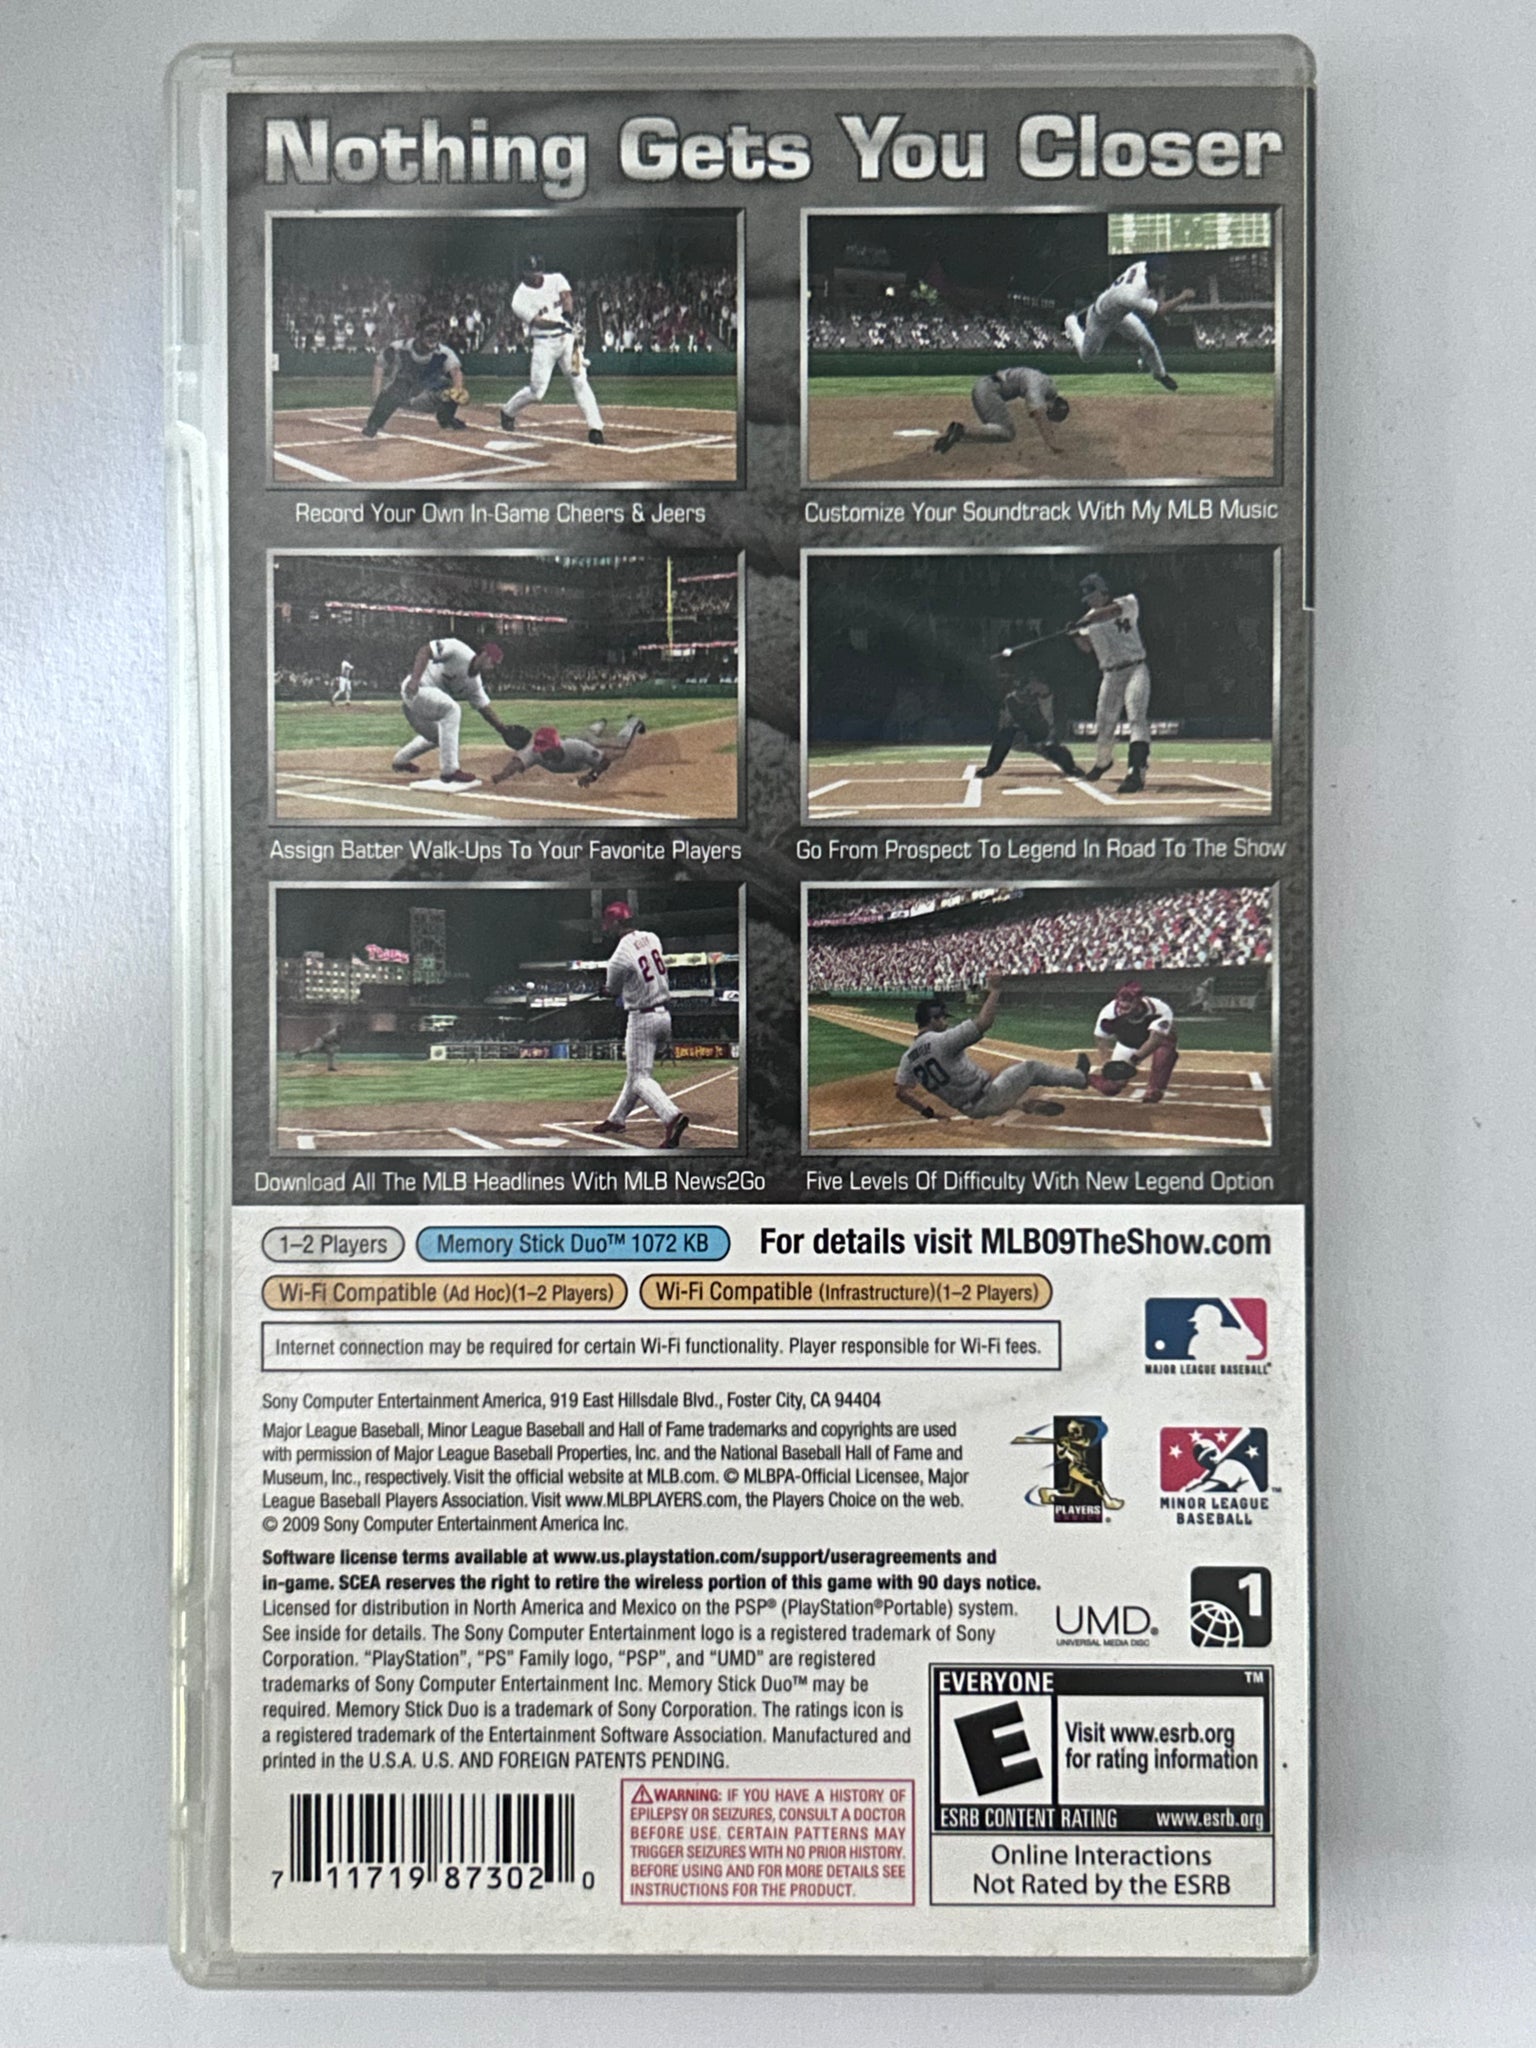 Nothing Gets You Closer
Record Your Own In-Game Cheers & Jeers
Customize Your Soundtrack With My MLB Music
Assign Batter Walk-Ups To Your Favorite Players
Go From Prospect To Legend In Road To The Show
14
28
20
Download All The MLB Headlines With MLB News2Go
Five Levels Of Difficulty With New Legend Option
1–2 Players
Memory Stick Duo™ 1072 KB
For details visit MLB09TheShow.com
Wi-Fi Compatible (Ad Hoc)(1–2 Players)
Wi-Fi Compatible (Infrastructure)(1–2 Players)
Internet connection may be required for certain Wi-Fi functionality. Player responsible for Wi-Fi fees.
MAJOR LEAGUE BASEBALL®
Sony Computer Entertainment America, 919 East Hillsdale Blvd., Foster City, CA 94404
Major League Baseball, Minor League Baseball and Hall of Fame trademarks and copyrights are used
with permission of Major League Baseball Properties, Inc. and the National Baseball Hall of Fame and
Museum, Inc., respectively. Visit the official website at MLB.com. © MLBPA-Official Licensee, Major
League Baseball Players Association. Visit www.MLBPLAYERS.com, the Players Choice on the web.
© 2009 Sony Computer Entertainment America Inc.
PLAYERS
CHOICE®
MINOR LEAGUE™
BASEBALL
Software license terms available at www.us.playstation.com/support/useragreements and
in-game. SCEA reserves the right to retire the wireless portion of this game with 90 days notice.
Licensed for distribution in North America and Mexico on the PSP® (PlayStation®Portable) system.
See inside for details. The Sony Computer Entertainment logo is a registered trademark of Sony
Corporation. “PlayStation”, “PS” Family logo, “PSP”, and “UMD” are registered
trademarks of Sony Computer Entertainment Inc. Memory Stick Duo™ may be
required. Memory Stick Duo is a trademark of Sony Corporation. The ratings icon is
a registered trademark of the Entertainment Software Association. Manufactured and
printed in the U.S.A. U.S. AND FOREIGN PATENTS PENDING.
UMD®
UNIVERSAL MEDIA DISC
1
EVERYONE ™
E
Visit www.esrb.org
for rating information
ESRB CONTENT RATING www.esrb.org
Online Interactions
Not Rated by the ESRB
WARNING: IF YOU HAVE A HISTORY OF
EPILEPSY OR SEIZURES, CONSULT A DOCTOR
BEFORE USE. CERTAIN PATTERNS MAY
TRIGGER SEIZURES WITH NO PRIOR HISTORY.
BEFORE USING AND FOR MORE DETAILS SEE
INSTRUCTIONS FOR THE PRODUCT.
7 11719 87302 0